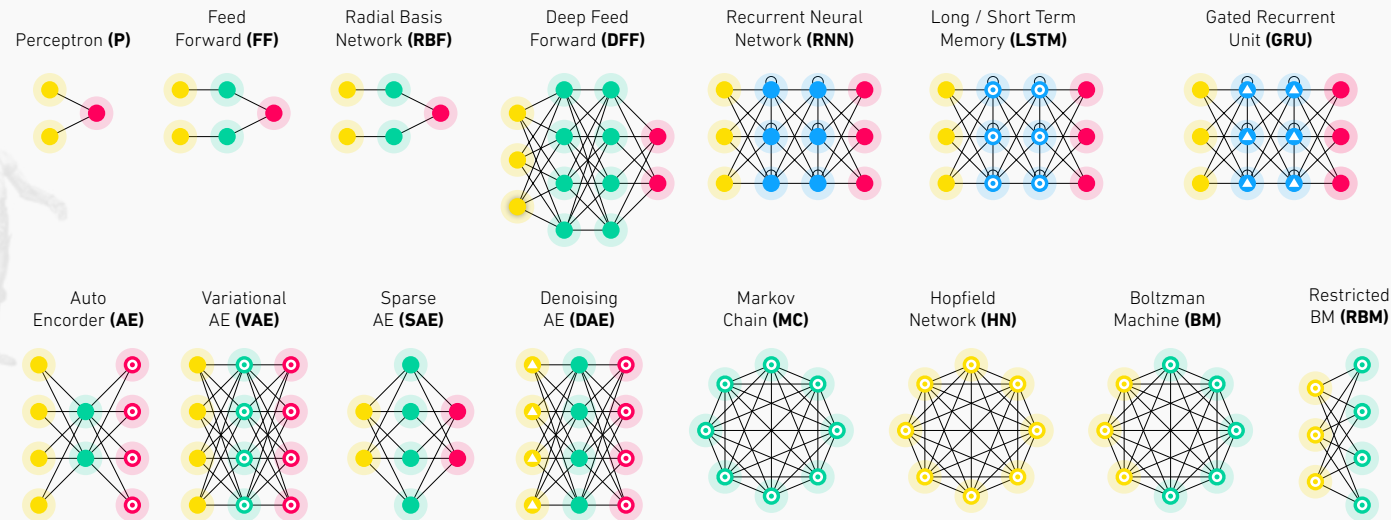 Perceptron (P)
Feed
Forward (FF)
Radial Basis
Network (RBF)
Deep Feed
Forward (DFF)
Recurrent Neural
Network (RNN)
Long / Short Term
Memory (LSTM)
Gated Recurrent
Unit (GRU)
Auto
Encorder (AE)
Variational
AE (VAE)
Sparse
AE (SAE)
Denoising
AE (DAE)
Markov
Chain (MC)
Hopfield
Network (HN)
Boltzman
Machine (BM)
Restricted
BM (RBM)